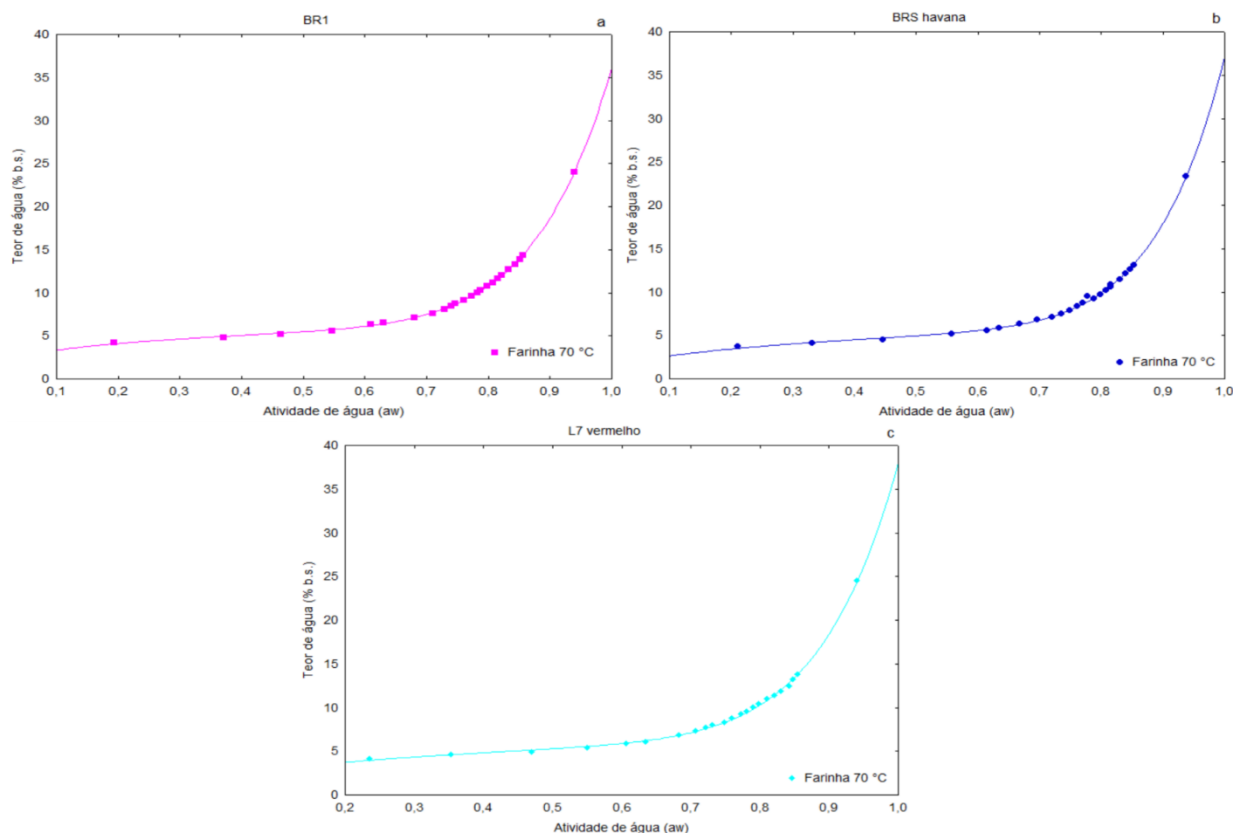 BR1
a
40
35
30
25
20
15
10
5
0
Teor de água (% b.s.)
Farinha 70 °C
0,1 0,2 0,3 0,4 0,5 0,6 0,7 0,8 0,9 1,0
Atividade de água (aw)
BRS havana
b
40
35
30
25
20
15
10
5
0
Teor de água (% b.s.)
Farinha 70 °C
0,1 0,2 0,3 0,4 0,5 0,6 0,7 0,8 0,9 1,0
Atividade de água (aw)
L7 vermelho
c
40
35
30
25
20
15
10
5
0
Teor de água (% b.s.)
Farinha 70 °C
0,2 0,3 0,4 0,5 0,6 0,7 0,8 0,9 1,0
Atividade de água (aw)